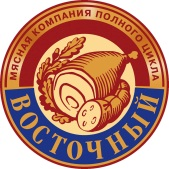 МЯСНАЯ КОМПАНИЯ ПОЛНОГО ЦИКЛА
ВОСТОЧНЫЙ